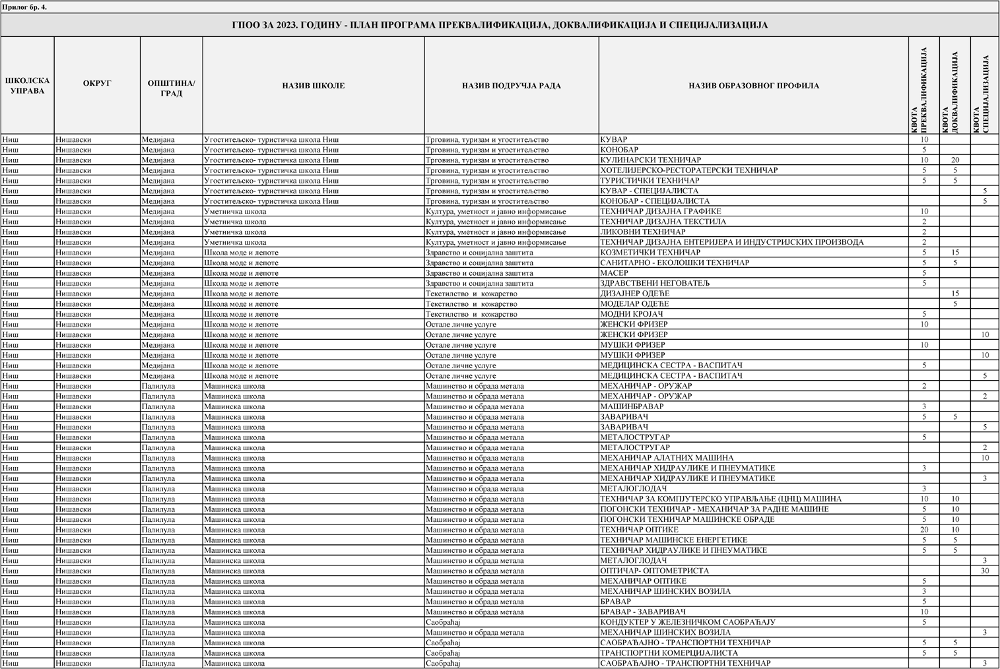 Прилог бр. 4.
ГПОО ЗА 2023. ГОДИНУ - ПЛАН ПРОГРАМА ПРЕКВАЛИФИКАЦИЈА, ДОКВАЛИФИКАЦИЈА И СПЕЦИЈАЛИЗАЦИЈА
ШКОЛСКА УПРАВА ОКРУГ ОПШТИНА/ ГРАД НАЗИВ ШКОЛЕ НАЗИВ ПОДРУЧЈА РАДА НАЗИВ ОБРАЗОВНОГ ПРОФИЛА КВОТА ПРЕКВАЛИФИКАЦИЈА КВОТА ДОКВАЛИФИКАЦИЈА КВОТА СПЕЦИЈАЛИЗАЦИЈА
Ниш Нишавски Медијана Угоститељско- туристичка школа Ниш Трговина, туризам и угоститељство КУВАР 10
Ниш Нишавски Медијана Угоститељско- туристичка школа Ниш Трговина, туризам и угоститељство КОНОБАР 5
Ниш Нишавски Медијана Угоститељско- туристичка школа Ниш Трговина, туризам и угоститељство КУЛИНАРСКИ ТЕХНИЧАР 10 20
Ниш Нишавски Медијана Угоститељско- туристичка школа Ниш Трговина, туризам и угоститељство ХОТЕЛИЈЕРСКО-РЕСТОРАТЕРСКИ ТЕХНИЧАР 5 5
Ниш Нишавски Медијана Угоститељско- туристичка школа Ниш Трговина, туризам и угоститељство ТУРИСТИЧКИ ТЕХНИЧАР 5 5
Ниш Нишавски Медијана Угоститељско- туристичка школа Ниш Трговина, туризам и угоститељство КУВАР - СПЕЦИЈАЛИСТА 5
Ниш Нишавски Медијана Угоститељско- туристичка школа Ниш Трговина, туризам и угоститељство КОНОБАР - СПЕЦИЈАЛИСТА 5
Ниш Нишавски Медијана Уметничка школа Култура, уметност и јавно информисање ТЕХНИЧАР ДИЗАЈНА ГРАФИКЕ 10
Ниш Нишавски Медијана Уметничка школа Култура, уметност и јавно информисање ТЕХНИЧАР ДИЗАЈНА ТЕКСТИЛА 2
Ниш Нишавски Медијана Уметничка школа Култура, уметност и јавно информисање ЛИКОВНИ ТЕХНИЧАР 2
Ниш Нишавски Медијана Уметничка школа Култура, уметност и јавно информисање ТЕХНИЧАР ДИЗАЈНА ЕНТЕРИЈЕРА И ИНДУСТРИЈСКИХ ПРОИЗВОДА 2
Ниш Нишавски Медијана Школа моде и лепоте Здравство и социјална заштита КОЗМЕТИЧКИ ТЕХНИЧАР 5 15
Ниш Нишавски Медијана Школа моде и лепоте Здравство и социјална заштита САНИТАРНО - ЕКОЛОШКИ ТЕХНИЧАР 5 5
Ниш Нишавски Медијана Школа моде и лепоте Здравство и социјална заштита МАСЕР 5
Ниш Нишавски Медијана Школа моде и лепоте Здравство и социјална заштита ЗДРАВСТВЕНИ НЕГОВАТЕЉ 5
Ниш Нишавски Медијана Школа моде и лепоте Текстилство и кожарство ДИЗАЈНЕР ОДЕЋЕ 15
Ниш Нишавски Медијана Школа моде и лепоте Текстилство и кожарство МОДЕЛАР ОДЕЋЕ 5
Ниш Нишавски Медијана Школа моде и лепоте Текстилство и кожарство МОДНИ КРОЈАЧ 5
Ниш Нишавски Медијана Школа моде и лепоте Остале личне услуге ЖЕНСКИ ФРИЗЕР 10
Ниш Нишавски Медијана Школа моде и лепоте Остале личне услуге ЖЕНСКИ ФРИЗЕР 10
Ниш Нишавски Медијана Школа моде и лепоте Остале личне услуге МУШКИ ФРИЗЕР 10
Ниш Нишавски Медијана Школа моде и лепоте Остале личне услуге МУШКИ ФРИЗЕР 10
Ниш Нишавски Медијана Школа моде и лепоте Остале личне услуге МЕДИЦИНСКА СЕСТРА - ВАСПИТАЧ 5
Ниш Нишавски Медијана Школа моде и лепоте Остале личне услуге МЕДИЦИНСКА СЕСТРА - ВАСПИТАЧ 5
Ниш Нишавски Палилула Машинска школа Машинство и обрада метала МЕХАНИЧАР - ОРУЖАР 2
Ниш Нишавски Палилула Машинска школа Машинство и обрада метала МЕХАНИЧАР - ОРУЖАР 2
Ниш Нишавски Палилула Машинска школа Машинство и обрада метала МАШИНБРАВАР 3
Ниш Нишавски Палилула Машинска школа Машинство и обрада метала ЗАВАРИВАЧ 5 5
Ниш Нишавски Палилула Машинска школа Машинство и обрада метала ЗАВАРИВАЧ 5
Ниш Нишавски Палилула Машинска школа Машинство и обрада метала МЕТАЛОСТРУГАР 5
Ниш Нишавски Палилула Машинска школа Машинство и обрада метала МЕТАЛОСТРУГАР 2
Ниш Нишавски Палилула Машинска школа Машинство и обрада метала МЕХАНИЧАР АЛАТНИХ МАШИНА 10
Ниш Нишавски Палилула Машинска школа Машинство и обрада метала МЕХАНИЧАР ХИДРАУЛИКЕ И ПНЕУМАТИКЕ 3
Ниш Нишавски Палилула Машинска школа Машинство и обрада метала МЕХАНИЧАР ХИДРАУЛИКЕ И ПНЕУМАТИКЕ 3
Ниш Нишавски Палилула Машинска школа Машинство и обрада метала МЕТАЛОГЛОДАЧ 3
Ниш Нишавски Палилула Машинска школа Машинство и обрада метала ТЕХНИЧАР ЗА КОМПЈУТЕРСКО УПРАВЉАЊЕ (ЦНЦ) МАШИНА 10 10
Ниш Нишавски Палилула Машинска школа Машинство и обрада метала ПОГОНСКИ ТЕХНИЧАР - МЕХАНИЧАР ЗА РАДНЕ МАШИНЕ 5 10
Ниш Нишавски Палилула Машинска школа Машинство и обрада метала ПОГОНСКИ ТЕХНИЧАР МАШИНСКЕ ОБРАДЕ 5 10
Ниш Нишавски Палилула Машинска школа Машинство и обрада метала ТЕХНИЧАР ОПТИКЕ 20 10
Ниш Нишавски Палилула Машинска школа Машинство и обрада метала ТЕХНИЧАР МАШИНСКЕ ЕНЕРГЕТИКЕ 5 5
Ниш Нишавски Палилула Машинска школа Машинство и обрада метала ТЕХНИЧАР ХИДРАУЛИКЕ И ПНЕУМАТИКЕ 5 5
Ниш Нишавски Палилула Машинска школа Машинство и обрада метала МЕТАЛОГЛОДАЧ 3
Ниш Нишавски Палилула Машинска школа Машинство и обрада метала ОПТИЧАР- ОПТОМЕТРИСТА 30
Ниш Нишавски Палилула Машинска школа Машинство и обрада метала МЕХАНИЧАР ОПТИКЕ 5
Ниш Нишавски Палилула Машинска школа Машинство и обрада метала МЕХАНИЧАР ШИНСКИХ ВОЗИЛА 3
Ниш Нишавски Палилула Машинска школа Машинство и обрада метала БРАВАР 5
Ниш Нишавски Палилула Машинска школа Машинство и обрада метала БРАВАР - ЗАВАРИВАЧ 10
Ниш Нишавски Палилула Машинска школа Саобраћај КОНДУКТЕР У ЖЕЛЕЗНИЧКОМ САОБРАЋАЈУ 5
Ниш Нишавски Палилула Машинска школа Машинство и обрада метала МЕХАНИЧАР ШИНСКИХ ВОЗИЛА 3
Ниш Нишавски Палилула Машинска школа Саобраћај САОБРАЋАЈНО - ТРАНСПОРТНИ ТЕХНИЧАР 5 5
Ниш Нишавски Палилула Машинска школа Саобраћај ТРАНСПОРТНИ КОМЕРЦИЈАЛИСТА 5 5
Ниш Нишавски Палилула Машинска школа Саобраћај САОБРАЋАЈНО - ТРАНСПОРТНИ ТЕХНИЧАР 3